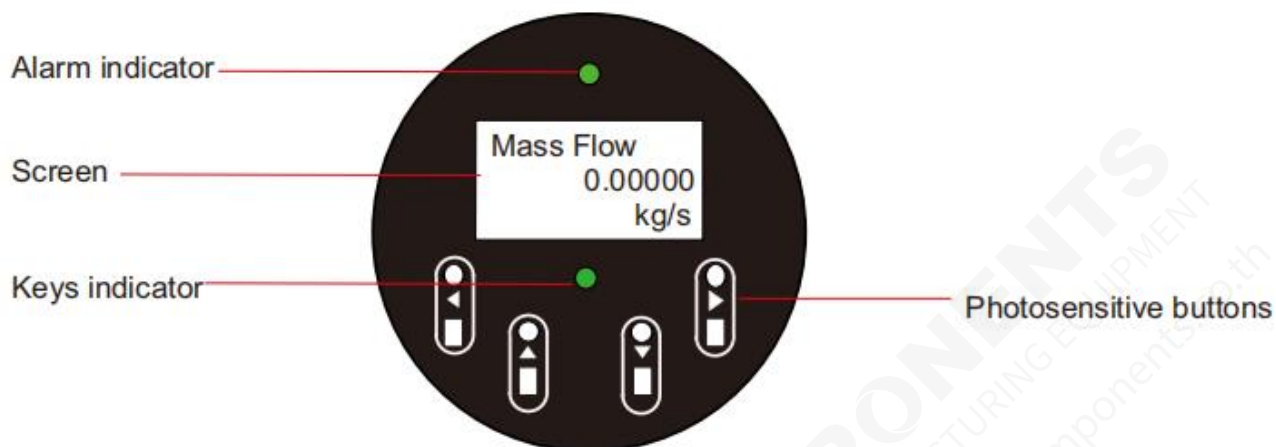 Alarm indicator
Screen
Mass Flow
0.00000
kg/s
Keys indicator
Photosensitive buttons